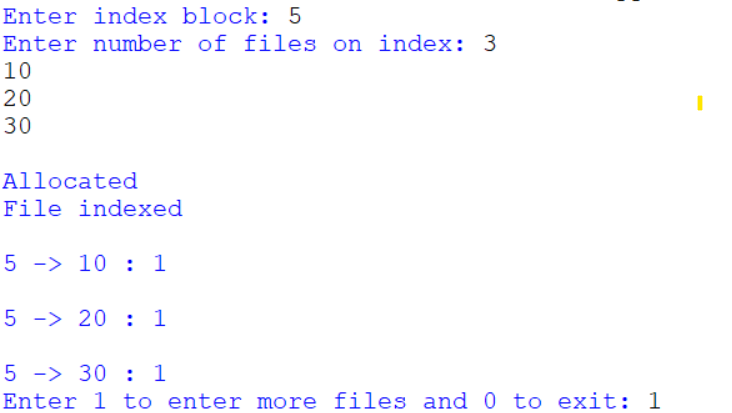 Enter index block: 5
Enter number of files on index: 3
10
20
30
Allocated
File indexed
5 -> 10 : 1
5 -> 20 : 1
5 -> 30 : 1
Enter 1 to enter more files and 0 to exit: 1